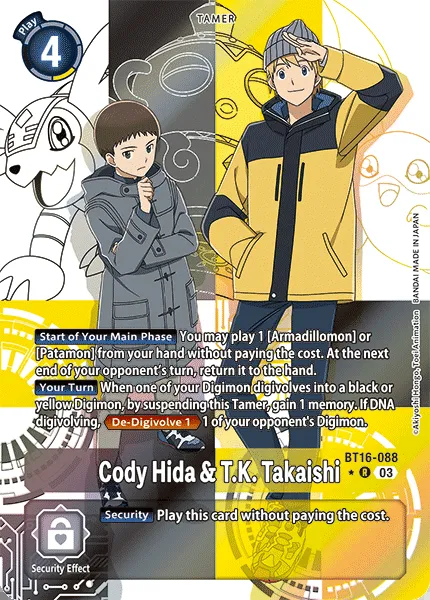 TAMER
Play
4
Start of Your Main Phase You may play 1 [Armadillomon] or
[Patamon] from your hand without paying the cost. At the next
end of your opponent's turn, return it to the hand.
Your Turn When one of your Digimon digivolves into a black or
yellow Digimon, by suspending this Tamer, gain 1 memory. If DNA
digivolving, De-Digivolve 1 1 of your opponent's Digimon.
©Akiyoshi Hongo, Toei Animation BANDAI MADE IN JAPAN
BT16-088
Cody Hida & T.K. Takaishi
R 03
Security Play this card without paying the cost.
Security Effect